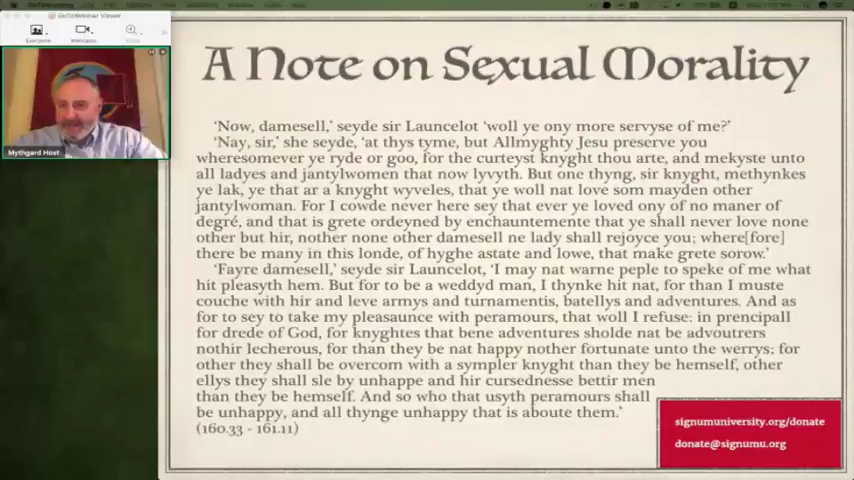 GoToWebinar Viewer
Everyone
Webcams
Mythgard Host
A Note on Sexual Morality
'Now, damesell,' seyde sir Launcelot 'woll ye ony more servyse of me?'
'Nay, sir,' she seyde, 'at thys tyme, but Allmyghty Jesu preserve you
wheresomever ye ryde or goo, for the curteyst knyght thou arte, and mekyste unto
all ladyes and jantylwomen that now lyvyth. But one thyng, sir knyght, methynkes
ye lak, ye that ar a knyght wyveles, that ye woll nat love som mayden other
jantylwoman. For I cowde never here sey that ever ye loved ony of no maner of
degré, and that is grete
ordeyned by enchauntemente that ye shall never love none
other but hir, nother none other damesell ne lady shall rejoyce you; where[fore]
there be many in this londe, of hyghe astate and lowe, that make grete sorow.'
'Fayre damesell,' seyde sir Launcelot, 'I may nat warne peple to speke of me what
hit pleasyth hem. But for to be a weddyd man, I thynke hit nat, for than I muste
couche with hir and leve armys and turnamentis, batellys and adventures. And as
for to sey to take my pleasaunce with peramours, that woll I refuse: in prencipall
for drede of God, for knyghtes that bene adventures sholde nat be advoutrers
nothir lecherous, for than they be nat happy nother fortunate unto the werrys; for
other they shall be overcom with a sympler knyght than they be hemself, other
ellys they shall sle by unhappe and hir cursednesse bettir men
than they be hemself. And so who that usyth peramours shall
be unhappy, and all thynge unhappy that is aboute them.'
(160.33 - 161.11)
signumuniversity.org/donate
donate@signumu.org